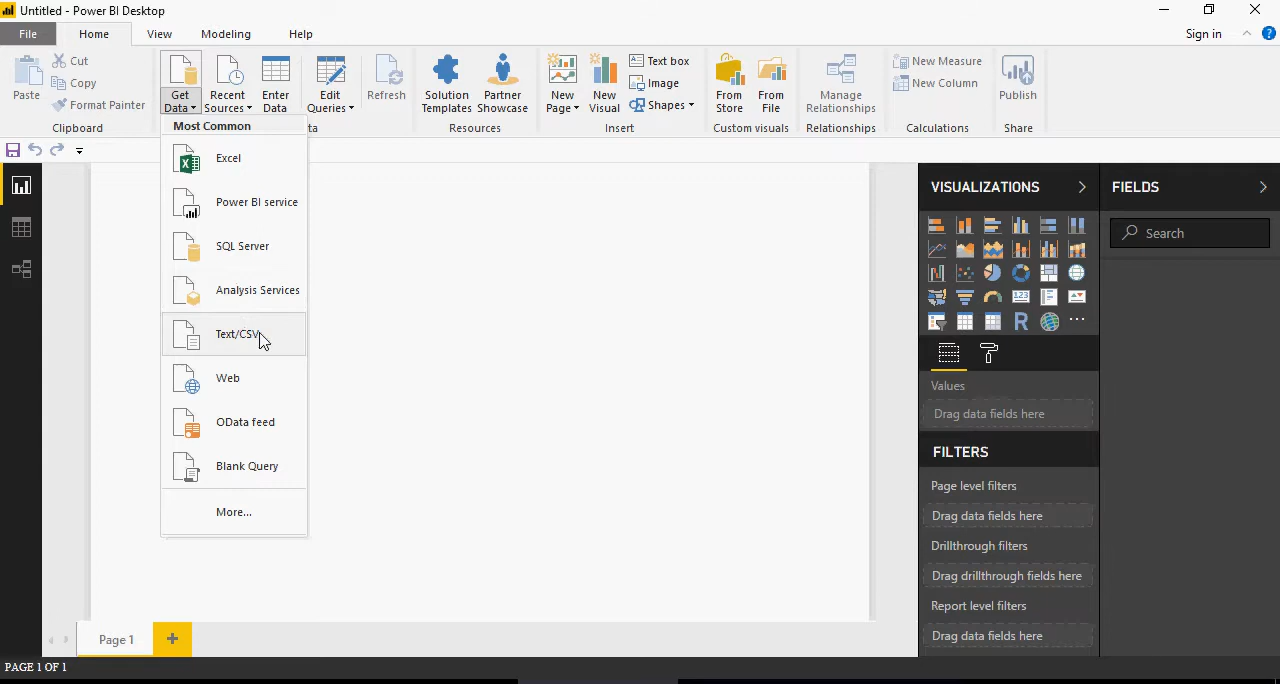 Untitled - Power BI Desktop
File Home View Modeling Help Sign in
Paste
Cut
Copy
Format Painter
Clipboard
Get Data
Recent Sources
Enter Data
Edit Queries
Refresh
ta
Solution Templates
Partner Showcase
Resources
New Page
New Visual
Text box
Image
Shapes
Insert
From Store
From File
Custom visuals
Manage Relationships
Relationships
New Measure
New Column
Calculations
Publish
Share
Most Common
Excel
Power BI service
SQL Server
Analysis Services
Text/CSV
Web
OData feed
Blank Query
More...
VISUALIZATIONS
123
R
Values
Drag data fields here
FILTERS
Page level filters
Drag data fields here
Drillthrough filters
Drag drillthrough fields here
Report level filters
Drag data fields here
FIELDS
Search
Page 1
PAGE 1 OF 1